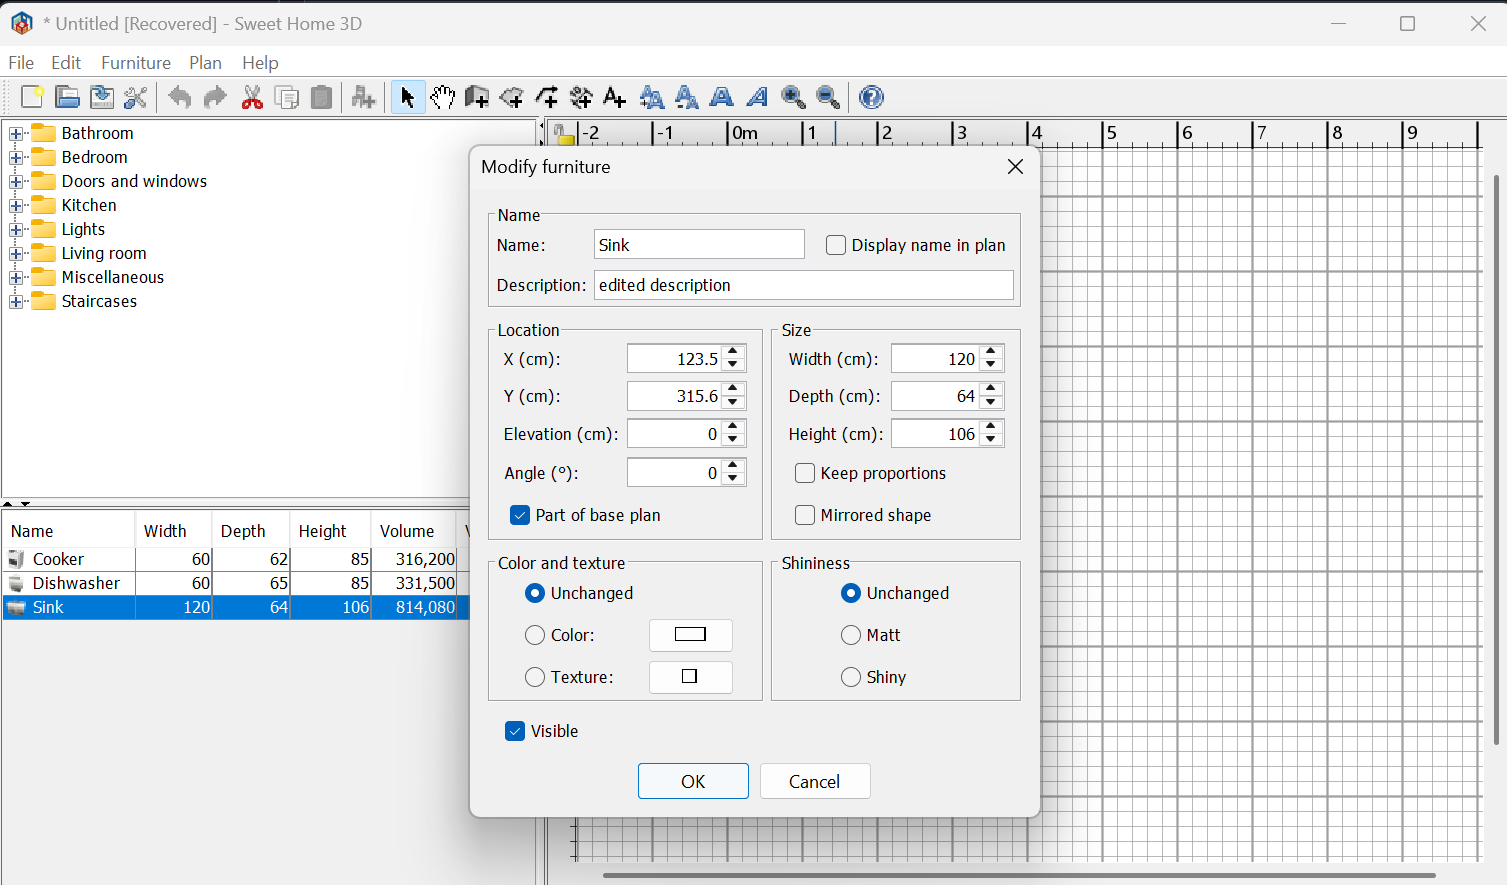 * Untitled [Recovered] - Sweet Home 3D
File Edit Furniture Plan Help
Bathroom
Bedroom
Doors and windows
Kitchen
Lights
Living room
Miscellaneous
Staircases
-2 -1 0m 1 2 3 4 5 6 7 8 9
Modify furniture
Name
Name: Sink Display name in plan
Description: edited description
Location
X (cm): 123.5
Y (cm): 315.6
Elevation (cm): 0
Angle (°): 0
Part of base plan
Size
Width (cm): 120
Depth (cm): 64
Height (cm): 106
Keep proportions
Mirrored shape
Color and texture
Unchanged
Color:
Texture:
Shininess
Unchanged
Matt
Shiny
Visible
OK Cancel
Name Width Depth Height Volume
Cooker 60 62 85 316,200
Dishwasher 60 65 85 331,500
Sink 120 64 106 814,080